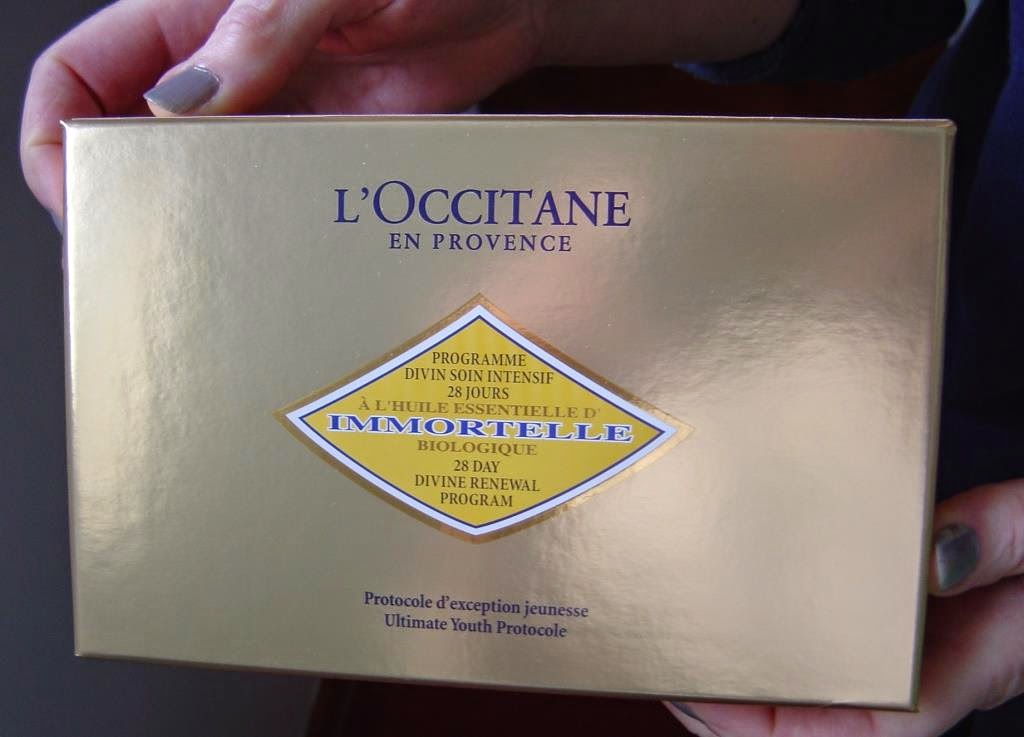 L'OCCITANE
EN PROVENCE
PROGRAMME
DIVIN SOIN INTENSIF
28 JOURS
À L'HUILE ESSENTIELLE D'
IMMORTELLE
BIOLOGIQUE
28 DAY
DIVINE RENEWAL
PROGRAM
Protocole d'exception jeunesse
Ultimate Youth Protocole